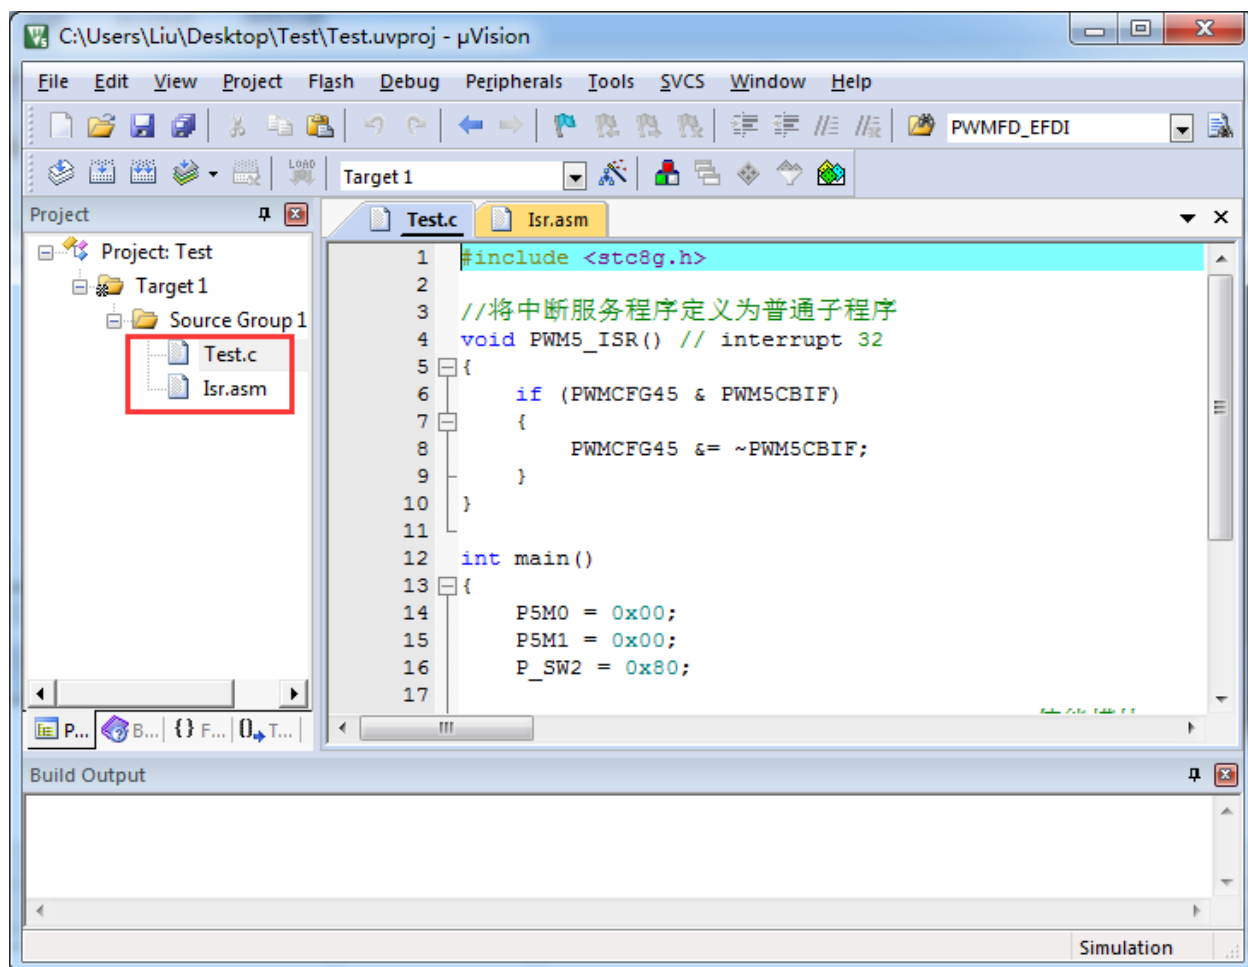 C:\Users\Liu\Desktop\Test\Test.uvproj - µVision
File Edit View Project Flash Debug Peripherals Tools SVCS Window Help
PWMFD_EFDI
LOAD Target 1
Project
Test.c Isr.asm
Project: Test
Target 1
Source Group 1
Test.c
Isr.asm
1 #include <stc8g.h>
2
3 //将中断服务程序定义为普通子程序
4 void PWM5_ISR() // interrupt 32
5 {
6 if (PWMCFG45 & PWM5CBIF)
7 {
8 PWMCFG45 &= ~PWM5CBIF;
9 }
10 }
11
12 int main()
13 {
14 P5M0 = 0x00;
15 P5M1 = 0x00;
16 P_SW2 = 0x80;
17
P... B... {} F... 0 T...
Build Output
Simulation